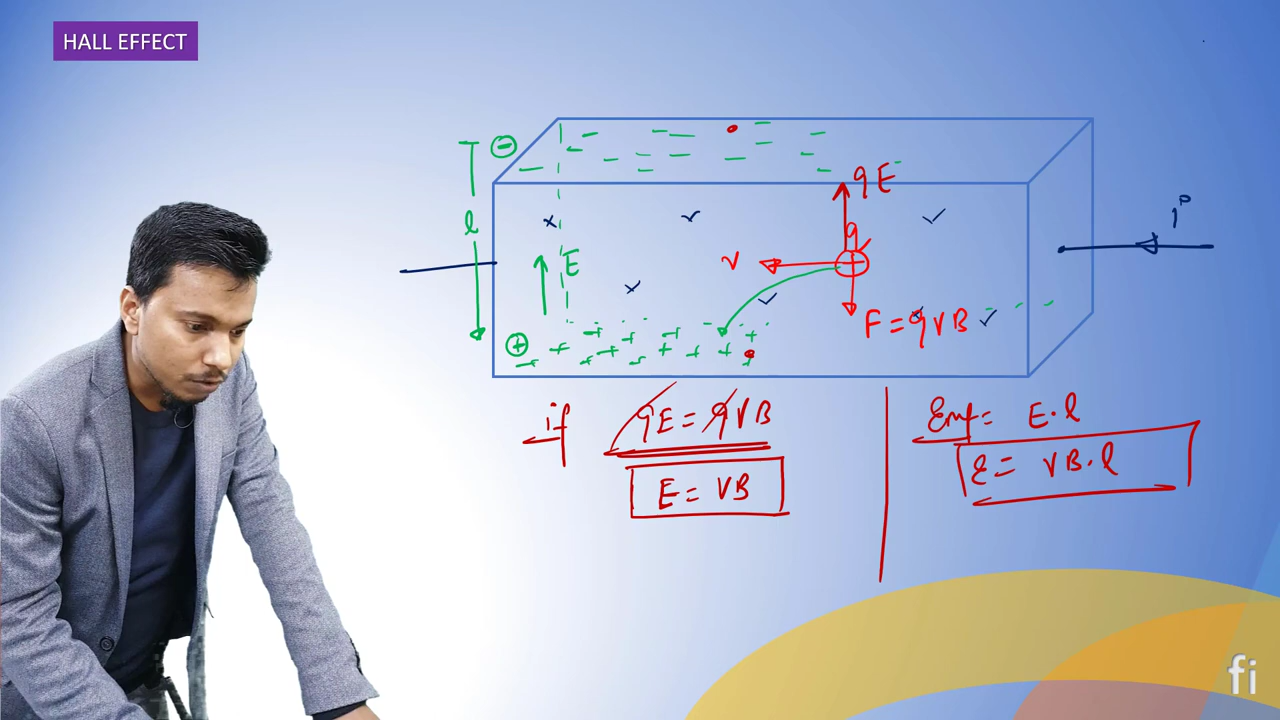 HALL EFFECT
⊖
qE
l
i
q
E
v
F = qvB
⊕
if qE = qvB
E = vB
Emf = E.l
ε = vB.l
fi